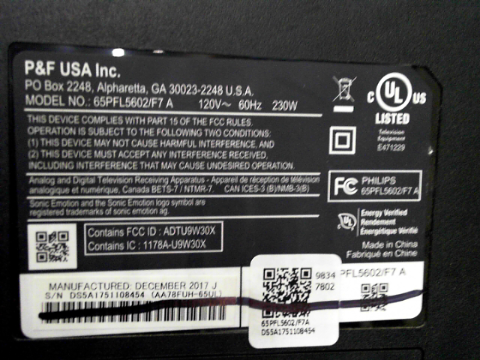 P&F USA Inc.
PO Box 2248, Alpharetta, GA 30023-2248 U.S.A.
MODEL NO.: 65PFL5602/F7 A 120V~ 60Hz 230W
THIS DEVICE COMPLIES WITH PART 15 OF THE FCC RULES.
OPERATION IS SUBJECT TO THE FOLLOWING TWO CONDITIONS:
(1) THIS DEVICE MAY NOT CAUSE HARMFUL INTERFERENCE, AND
(2) THIS DEVICE MUST ACCEPT ANY INTERFERENCE RECEIVED,
INCLUDING INTERFERENCE THAT MAY CAUSE UNDESIRED OPERATION.
Analog and Digital Television Receiving Apparatus - Appareil de réception de télévision
analogique et numérique, Canada BETS-7 / NTMR-7. CAN ICES-3 (B)/NMB-3(B)
Sonic Emotion and the Sonic Emotion logo symbol are
registered trademarks of sonic emotion ag.
Contains FCC ID : ADTU9W30X
Contains IC : 1178A-U9W30X
MANUFACTURED: DECEMBER 2017 J
S/N DS5A1751108454 (AA78FUH-65UL)
C UL US
LISTED
Television
Equipment
E471229
FC PHILIPS
65PFL5602/F7 A
Energy Verified
Rendement
Énergétique Vérifié
Made in China
Fabriqué en Chine
PFL5602/F7 A
9834
7802
65PFL5602/F7A
DS5A1751108454